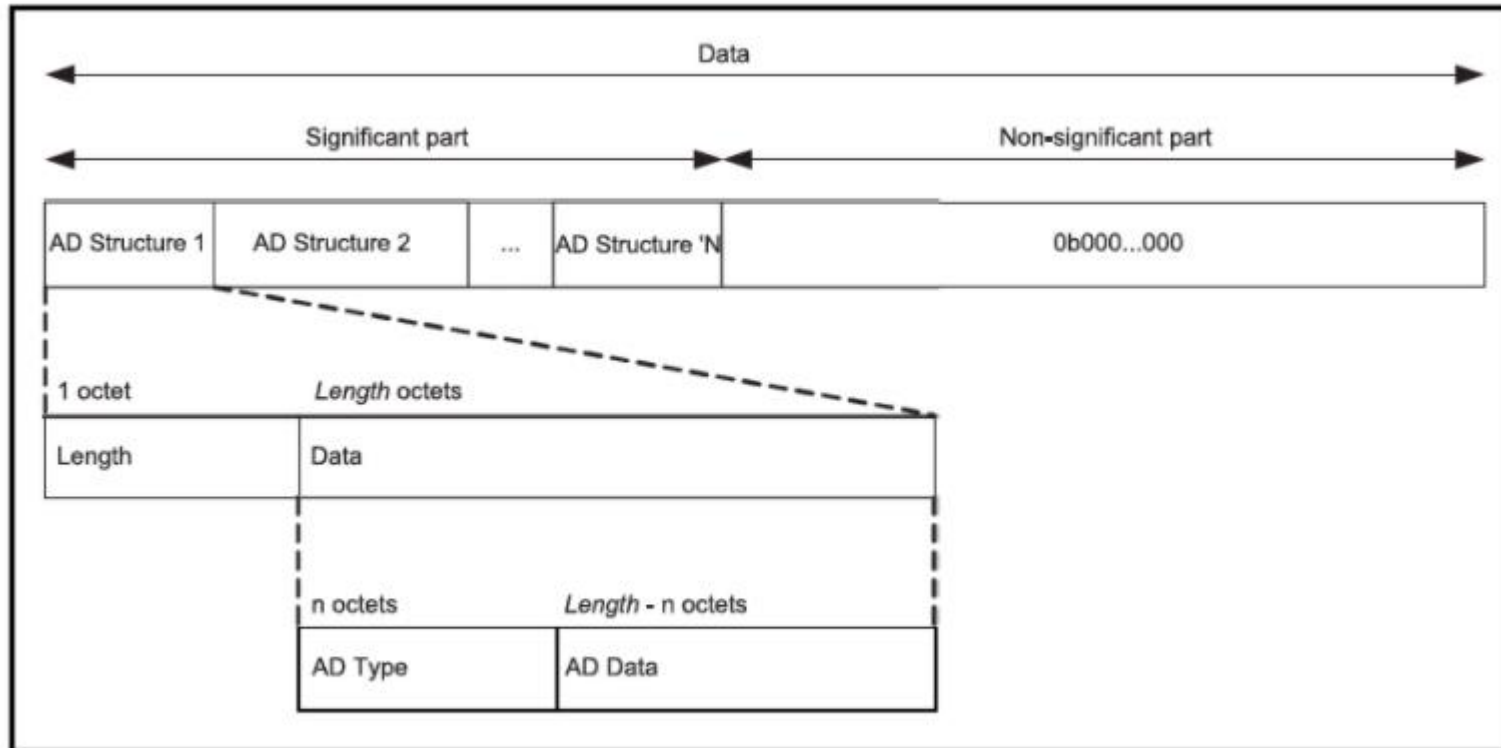 Data
Significant part Non-significant part
AD Structure 1 AD Structure 2 ... AD Structure 'N 0b000...000
1 octet Length octets
Length Data
n octets Length - n octets
AD Type AD Data